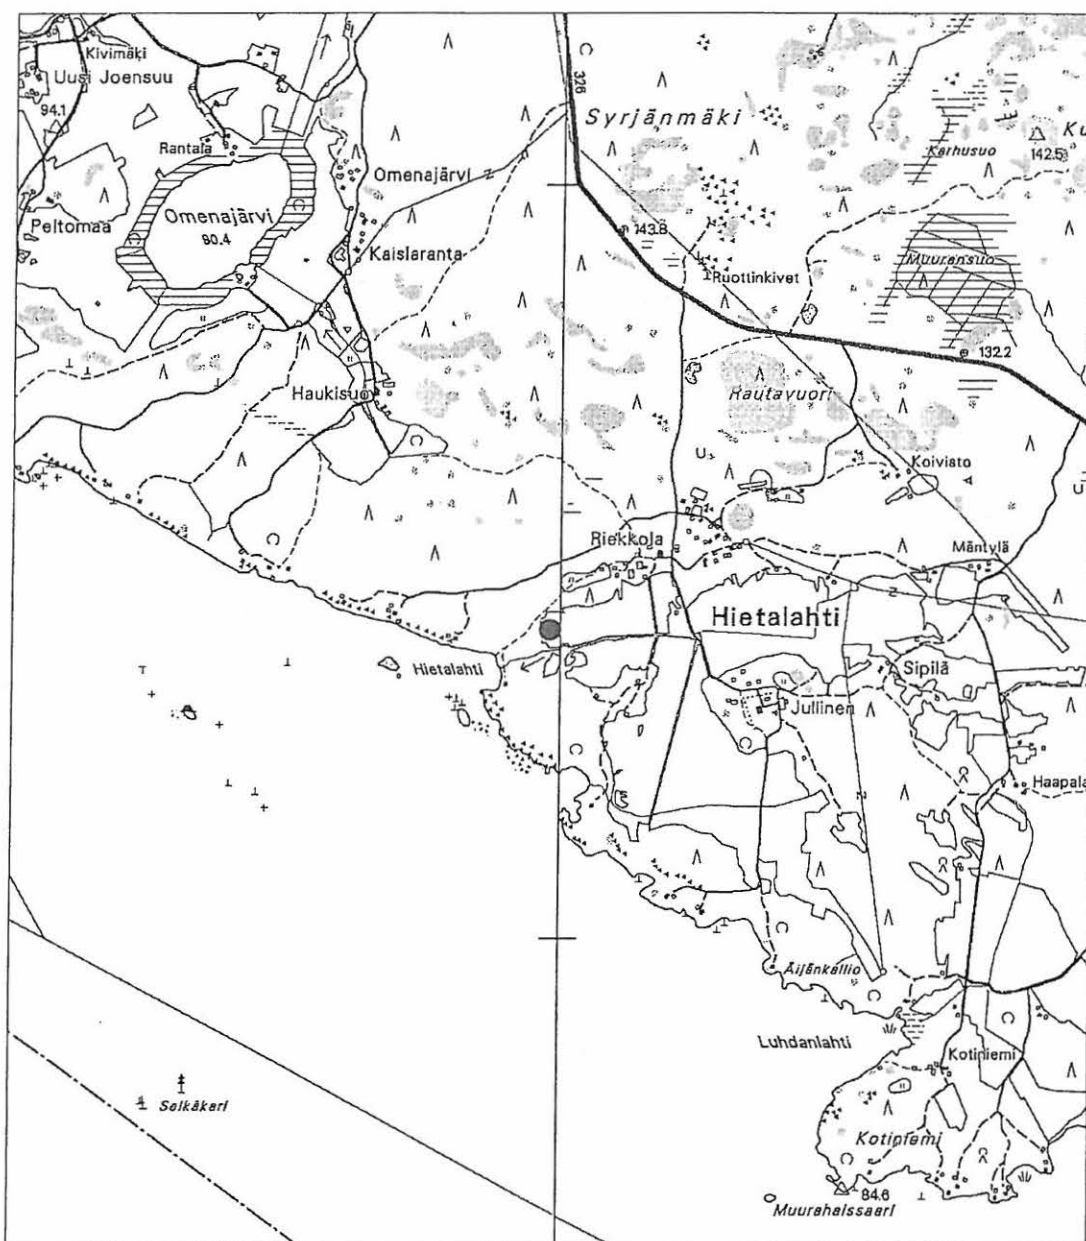 Kivimäki
Uusi Joensuu
94.1
326
Syrjänmäki
Rantala
Karhusuo
142.5
Ku
Omenajärvi
Omenajärvi
80.4
Peltomaa
Kaislaranta
143.8
Ruottinkivet
Muuransuo
132.2
Haukisuo
Rautavuori
Koivisto
Riekkola
Mäntylä
Hietalahti
Hietalahti
Sipilä
Jullinen
Haapala
Äijänkallio
Luhdanlahti
Kotiniemi
Selkäkari
Kotiniemi
84.6
Muurahaissaari